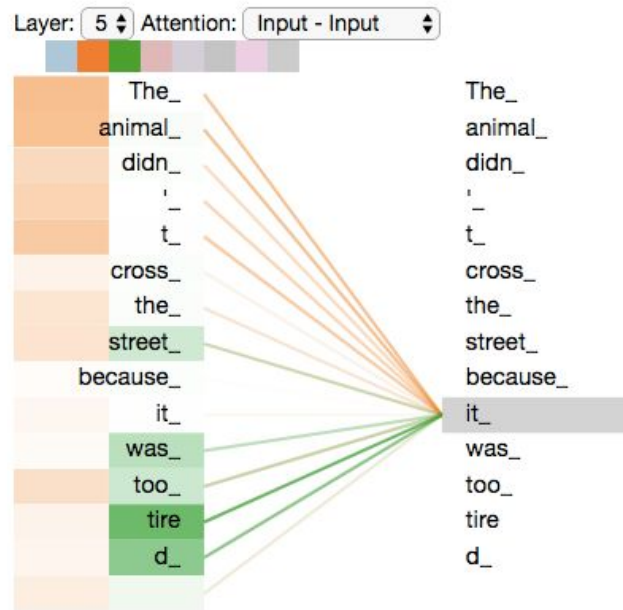 Layer: 5 Attention: Input - Input
The_ The_
animal_ animal_
didn_ didn_
'_ '_
t_ t_
cross_ cross_
the_ the_
street_ street_
because_ because_
it_ it_
was_ was_
too_ too_
tire tire
d_ d_